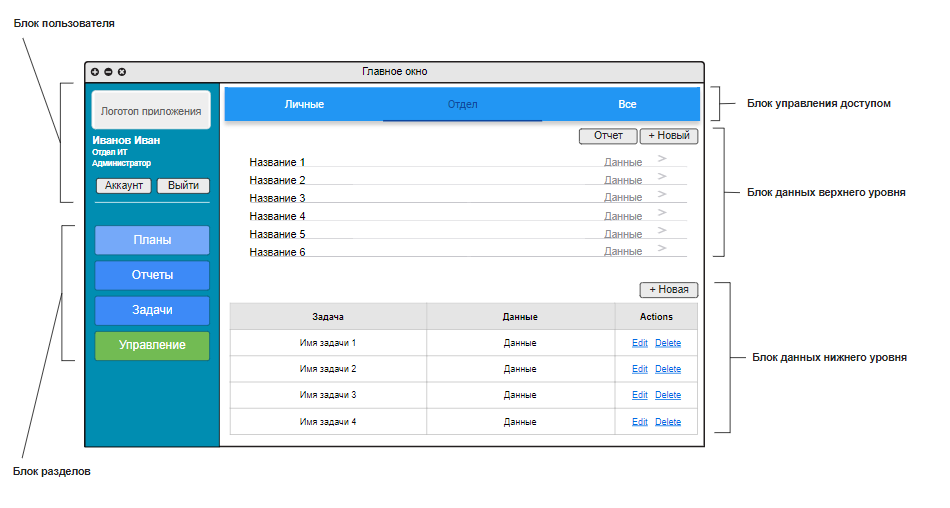 Блок пользователя
Главное окно
Логотоп приложения
Иванов Иван
Отдел ИТ
Администратор
Аккаунт Выйти
Планы
Отчеты
Задачи
Управление
Блок разделов
Личные Отдел Все
Блок управления доступом
Отчет + Новый
Название 1 Данные >
Название 2 Данные >
Название 3 Данные >
Название 4 Данные >
Название 5 Данные >
Название 6 Данные >
Блок данных верхнего уровня
+ Новая
Задача Данные Actions
Имя задачи 1 Данные Edit Delete
Имя задачи 2 Данные Edit Delete
Имя задачи 3 Данные Edit Delete
Имя задачи 4 Данные Edit Delete
Блок данных нижнего уровня